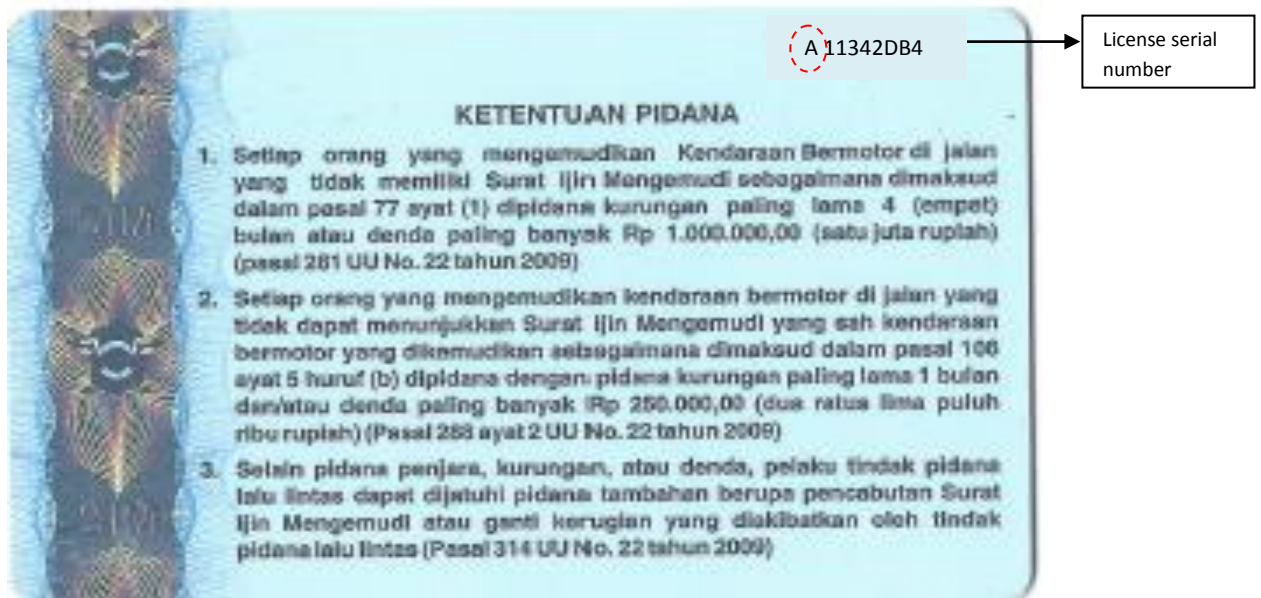 A 11342DB4
License serial
number
KETENTUAN PIDANA
1. Setiap orang yang mengemudikan Kendaraan Bermotor di jalan
yang tidak memiliki Surat Ijin Mengemudi sebagaimana dimaksud
dalam pasal 77 ayat (1) dipidana kurungan paling lama 4 (empat)
bulan atau denda paling banyak Rp 1.000.000,00 (satu juta rupiah)
(pasal 281 UU No. 22 tahun 2009)
2. Setiap orang yang mengemudikan kendaraan bermotor di jalan yang
tidak dapat menunjukkan Surat Ijin Mengemudi yang sah kendaraan
bermotor yang dikemudikan sebagaimana dimaksud dalam pasal 106
ayat 5 huruf (b) dipidana dengan pidana kurungan paling lama 1 bulan
dan/atau denda paling banyak Rp 250.000,00 (dua ratus lima puluh
ribu rupiah) (Pasal 288 ayat 2 UU No. 22 tahun 2009)
3. Selain pidana penjara, kurungan, atau denda, pelaku tindak pidana
lalu lintas dapat dijatuhi pidana tambahan berupa pencabutan Surat
Ijin Mengemudi atau ganti kerugian yang diakibatkan oleh tindak
pidana lalu lintas (Pasal 314 UU No. 22 tahun 2009)